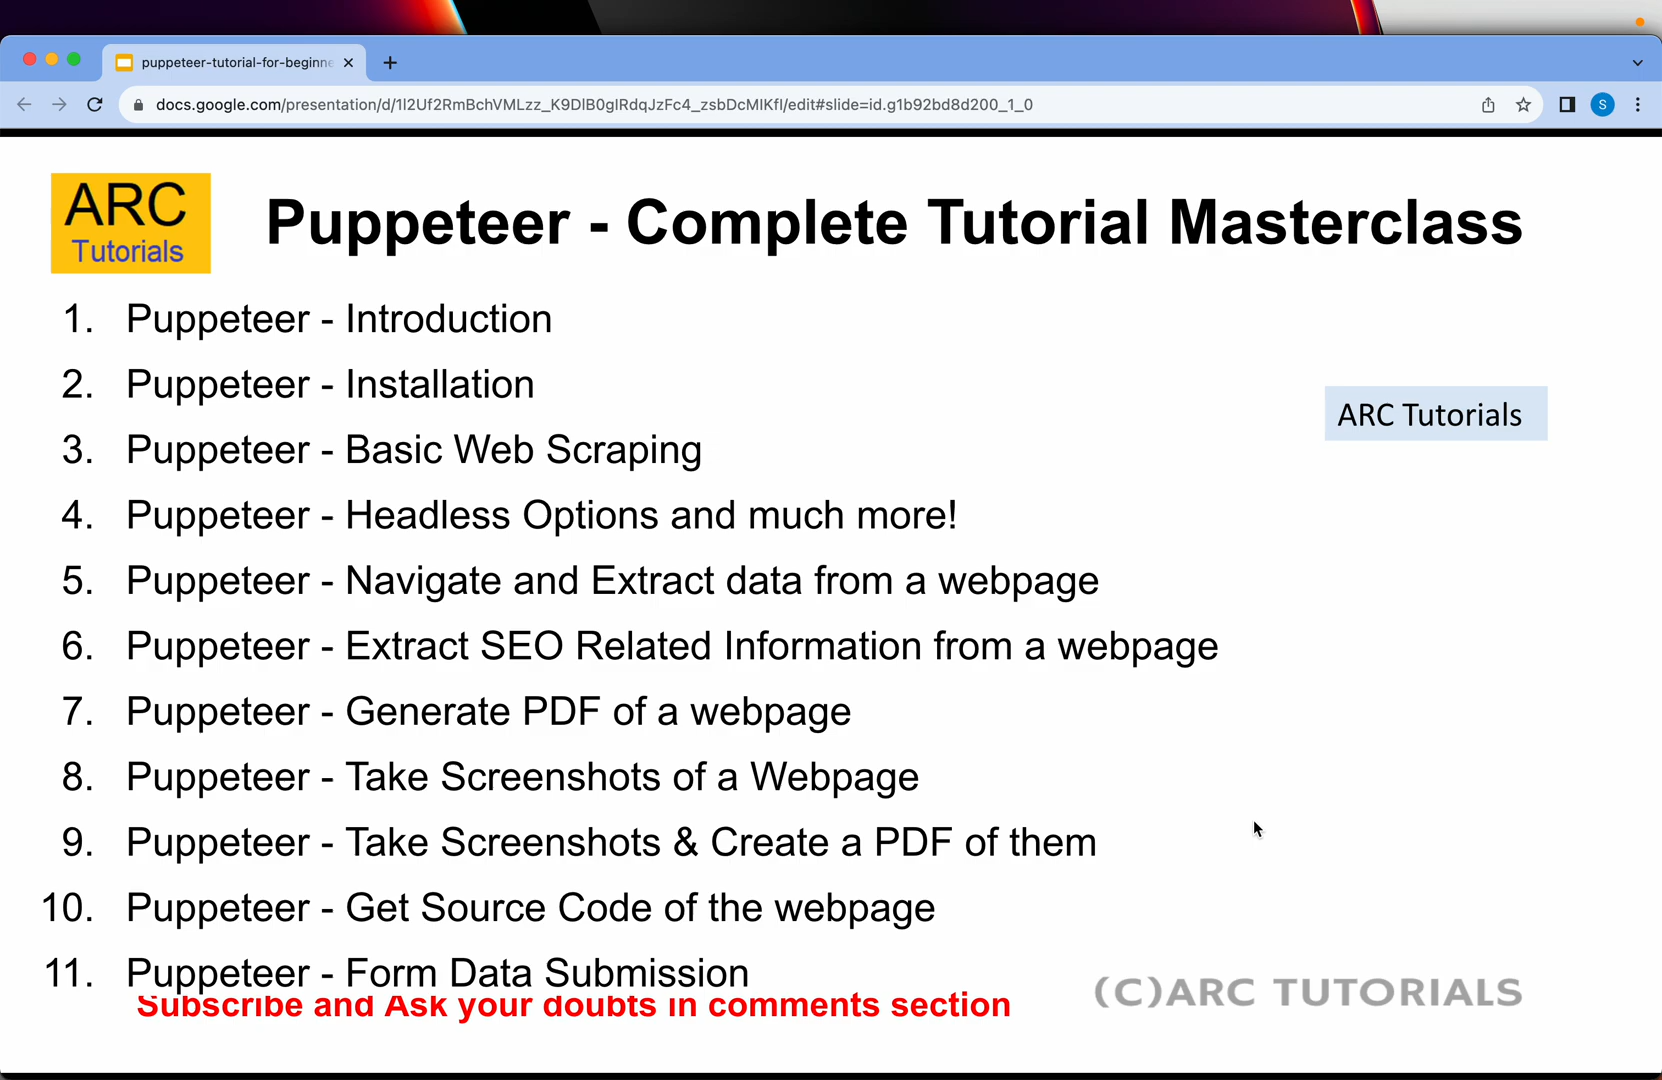 puppeteer-tutorial-for-beginne
docs.google.com/presentation/d/1I2Uf2RmBchVMLzz_K9DlB0glRdqJzFc4_zsbDcMlKfI/edit#slide=id.g1b92bd8d200_1_0
S
ARC
Tutorials
Puppeteer - Complete Tutorial Masterclass
1. Puppeteer - Introduction
2. Puppeteer - Installation
ARC Tutorials
3. Puppeteer - Basic Web Scraping
4. Puppeteer - Headless Options and much more!
5. Puppeteer - Navigate and Extract data from a webpage
6. Puppeteer - Extract SEO Related Information from a webpage
7. Puppeteer - Generate PDF of a webpage
8. Puppeteer - Take Screenshots of a Webpage
9. Puppeteer - Take Screenshots & Create a PDF of them
10. Puppeteer - Get Source Code of the webpage
11. Puppeteer - Form Data Submission
Subscribe and Ask your doubts in comments section
(C)ARC TUTORIALS